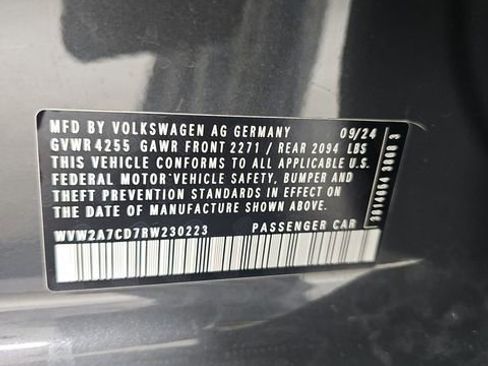 MFD BY VOLKSWAGEN AG GERMANY 09/24
GVWR 4255 GAWR FRONT 2271 / REAR 2094 LBS
THIS VEHICLE CONFORMS TO ALL APPLICABLE U.S.
FEDERAL MOTOR VEHICLE SAFETY, BUMPER AND
THEFT PREVENTION STANDARDS IN EFFECT ON THE
DATE OF MANUFACTURE SHOWN ABOVE.
WVW2A7CD7RW230223 PASSENGER CAR